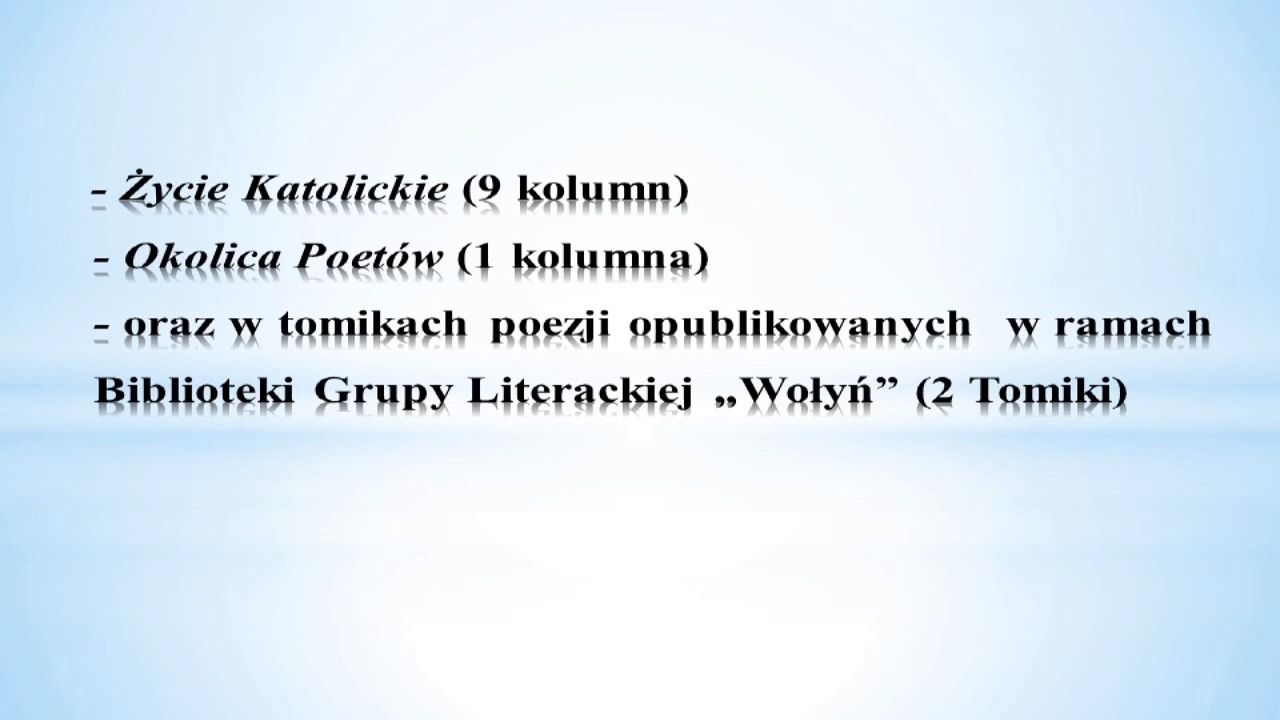 - Życie Katolickie (9 kolumn)
- Okolica Poetów (1 kolumna)
- oraz w tomikach poezji opublikowanych w ramach
Biblioteki Grupy Literackiej „Wołyń” (2 Tomiki)